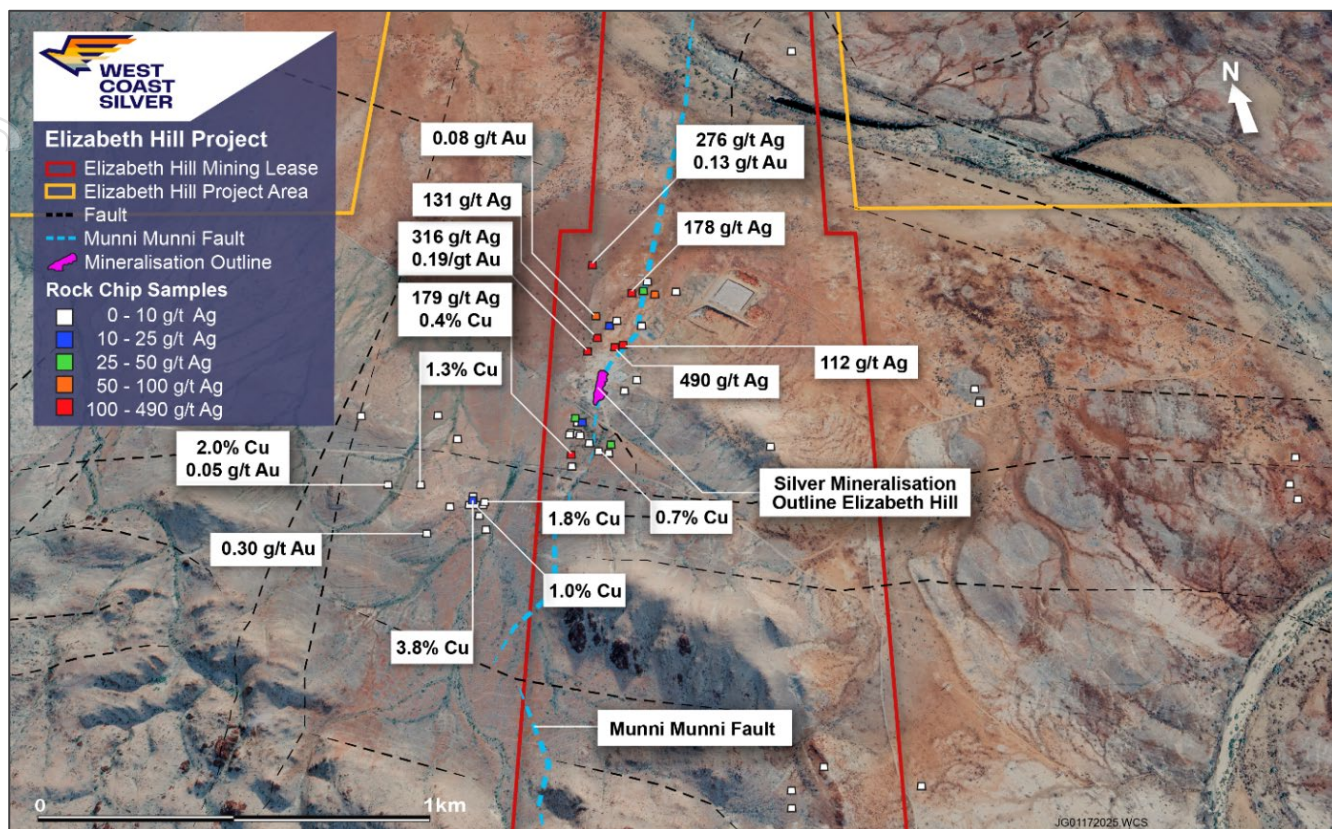 WEST
COAST
SILVER
Elizabeth Hill Project
Elizabeth Hill Mining Lease
Elizabeth Hill Project Area
Fault
Munni Munni Fault
Mineralisation Outline
Rock Chip Samples
0 - 10 g/t Ag
10 - 25 g/t Ag
25 - 50 g/t Ag
50 - 100 g/t Ag
100 - 490 g/t Ag
N
0.08 g/t Au
276 g/t Ag
0.13 g/t Au
131 g/t Ag
178 g/t Ag
316 g/t Ag
0.19/gt Au
179 g/t Ag
0.4% Cu
1.3% Cu
112 g/t Ag
490 g/t Ag
2.0% Cu
0.05 g/t Au
Silver Mineralisation
Outline Elizabeth Hill
1.8% Cu
0.7% Cu
0.30 g/t Au
1.0% Cu
3.8% Cu
Munni Munni Fault
0
1km
JG01172025 WCS